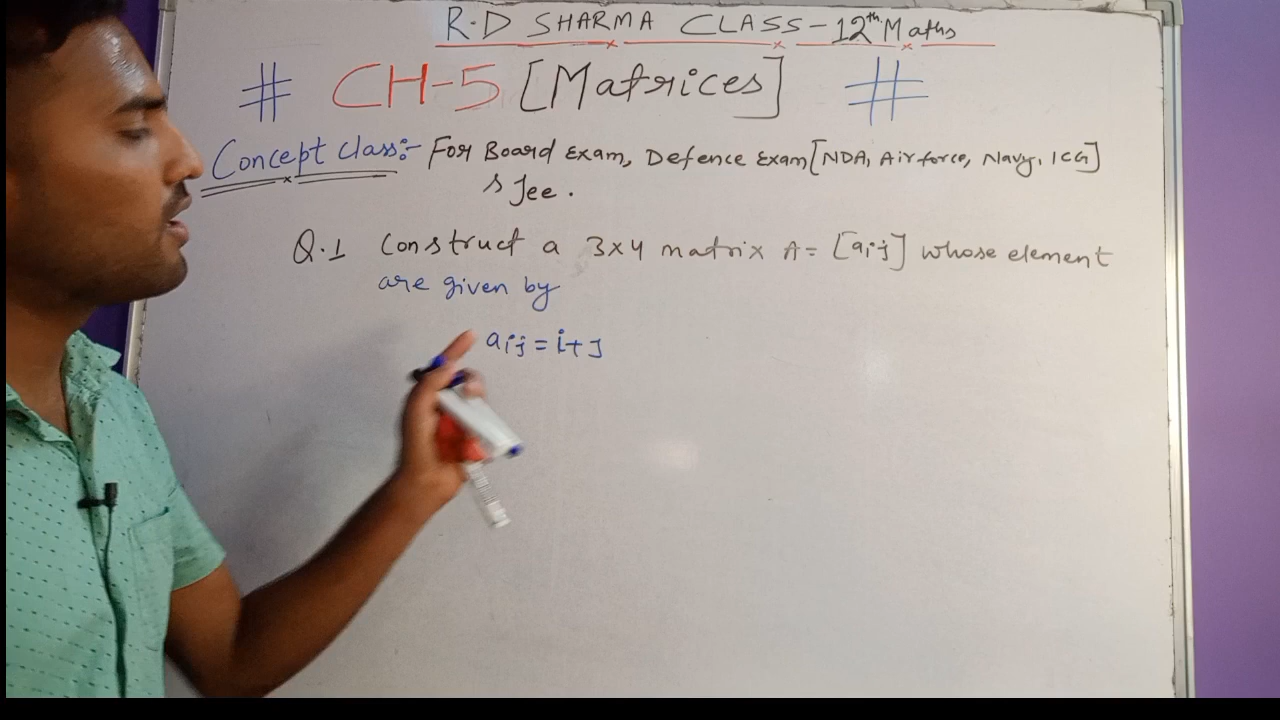 R.D SHARMA CLASS-12th Maths
# CH-5 [Matrices] #
Concept class:- For Board Exam, Defence Exam [NDA, Airforce, Navy, ICG]
& Jee.
Q.1 Construct a 3x4 matrix A = [aij] whose element
are given by
aij = i+J